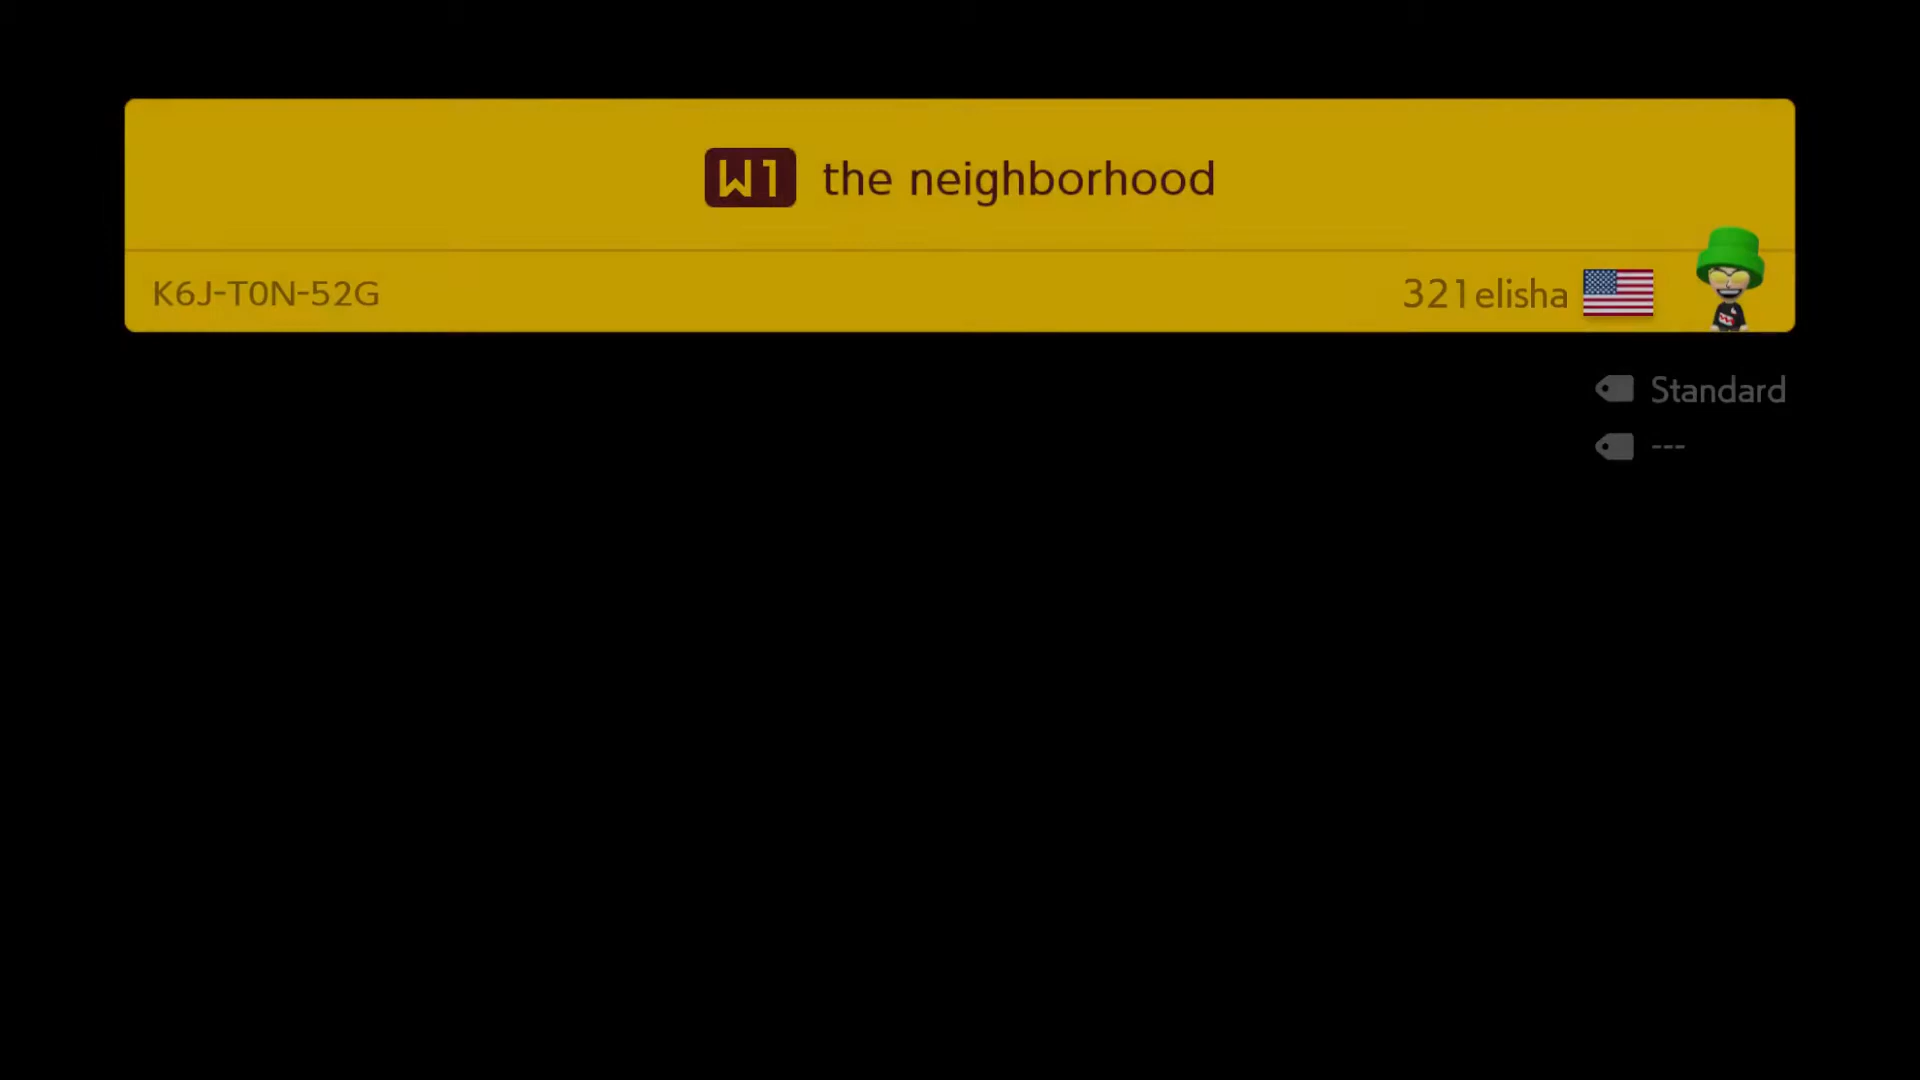 W1 the neighborhood
K6J-T0N-52G
321elisha
Standard
---